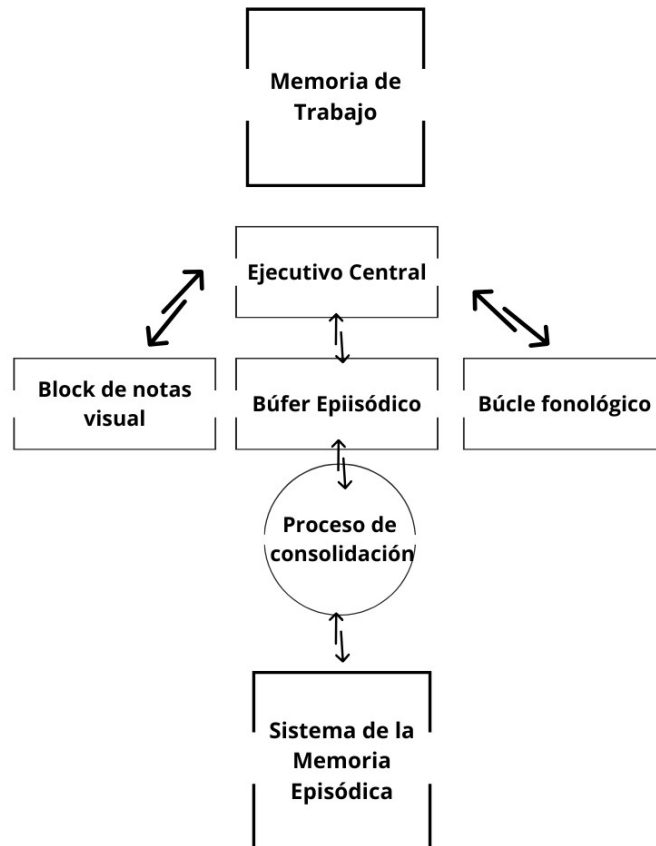 Memoria de
Trabajo
Ejecutivo Central
Block de notas
visual
Búfer Epiisódico
Búcle fonológico
Proceso de
consolidación
Sistema de la
Memoria
Episódica